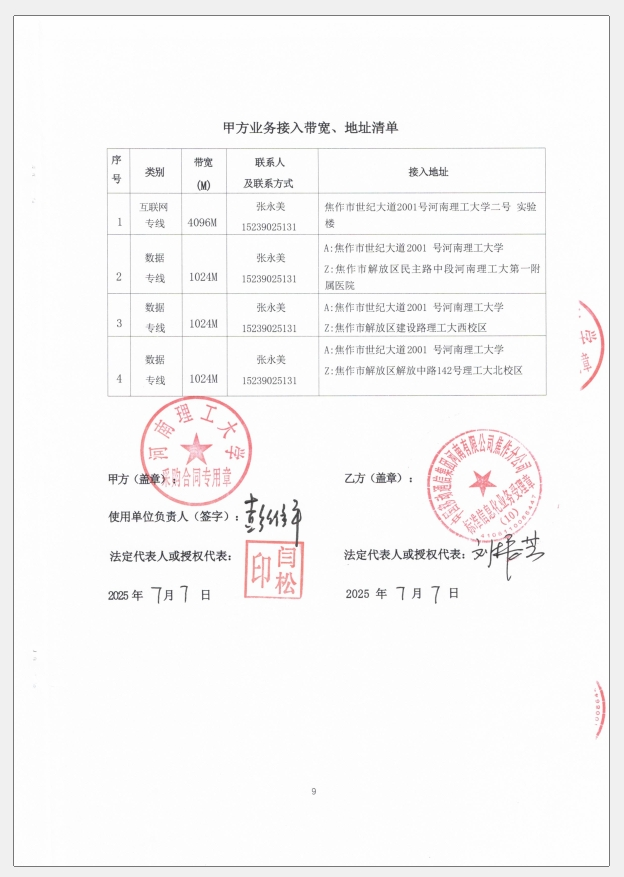 甲方业务接入带宽、地址清单
序号 类别 带宽(M) 联系人及联系方式 接入地址
1 互联网专线 4096M 张永美 15239025131 焦作市世纪大道2001号河南理工大学二号 实验楼
2 数据专线 1024M 张永美 15239025131 A:焦作市世纪大道2001 号河南理工大学
Z:焦作市解放区民主路中段河南理工大第一附属医院
3 数据专线 1024M 张永美 15239025131 A:焦作市世纪大道2001 号河南理工大学
Z:焦作市解放区建设路理工大西校区
4 数据专线 1024M 张永美 15239025131 A:焦作市世纪大道2001 号河南理工大学
Z:焦作市解放区解放中路142号理工大北校区
河南理工大学
采购合同专用章
甲方（盖章）：
乙方（盖章）：
(10)
使用单位负责人（签字）：
法定代表人或授权代表：
闫松印
法定代表人或授权代表：
2025 年 7月 7 日
2025 年 7 月 7 日
学
9